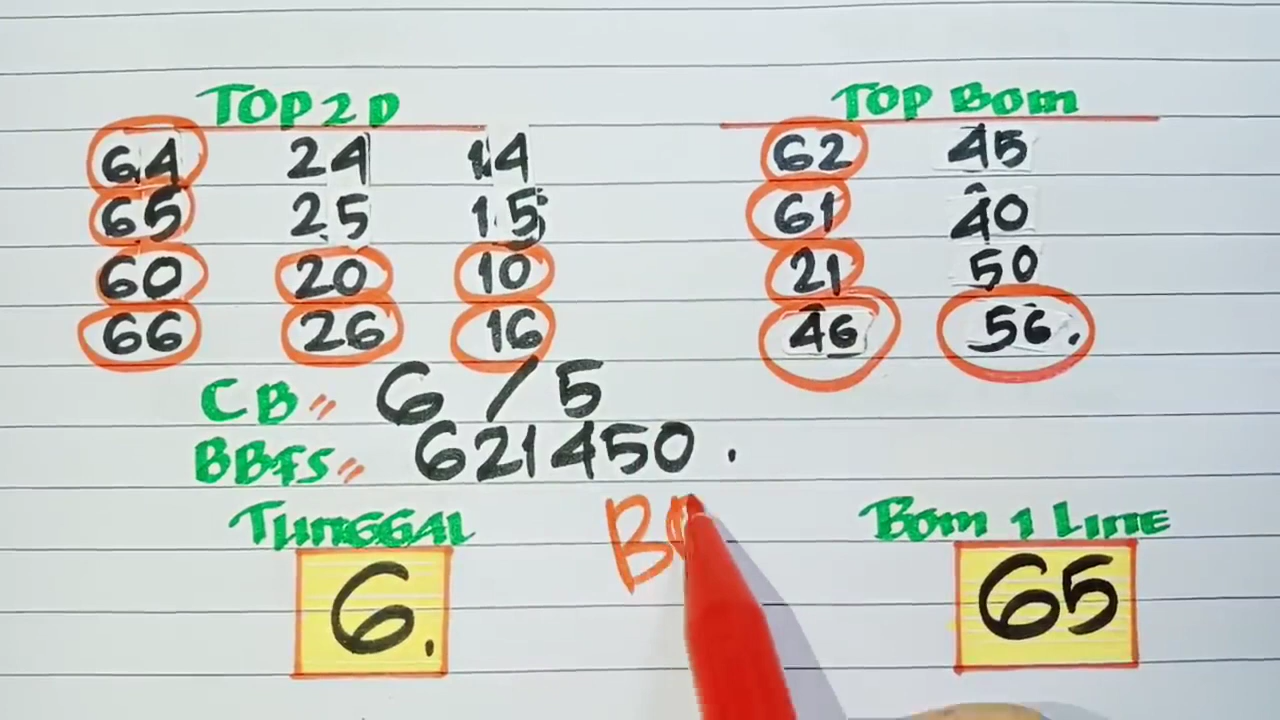 TOP 2 D TOP BOM
64 24 14 62 45
65 25 15 61 40
60 20 10 21 50
66 26 16 46 56.
CB = 6 / 5
BBFS = 621450.
TUNGGAL BOM 1 LINE
6. 65